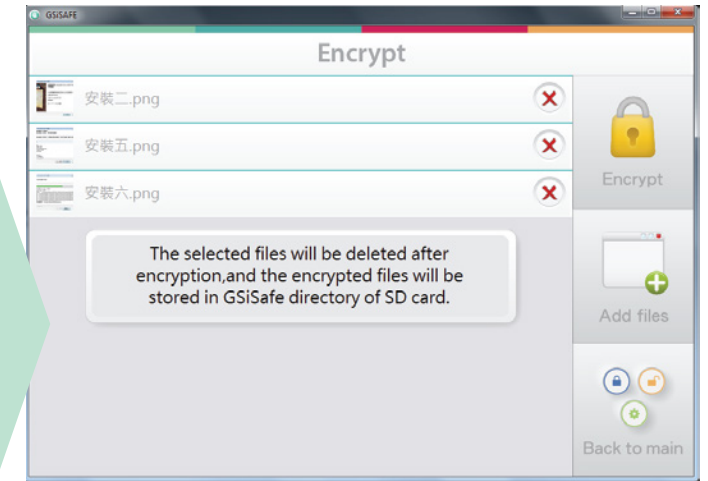 GSiSAFE
Encrypt
安裝二.png
安裝五.png
安裝六.png
The selected files will be deleted after
encryption,and the encrypted files will be
stored in GSiSafe directory of SD card.
Encrypt
Add files
Back to main